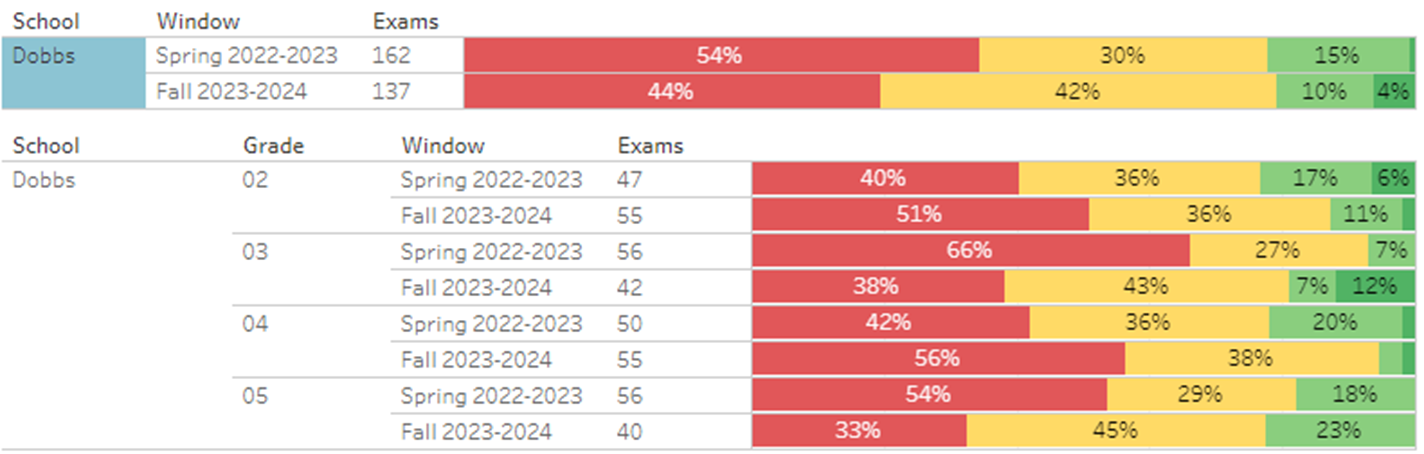 School Window Exams
Dobbs Spring 2022-2023 162 54% 30% 15%
Fall 2023-2024 137 44% 42% 10% 4%
School Grade Window Exams
Dobbs 02 Spring 2022-2023 47 40% 36% 17% 6%
Fall 2023-2024 55 51% 36% 11%
03 Spring 2022-2023 56 66% 27% 7%
Fall 2023-2024 42 38% 43% 7% 12%
04 Spring 2022-2023 50 42% 36% 20%
Fall 2023-2024 55 56% 38%
05 Spring 2022-2023 56 54% 29% 18%
Fall 2023-2024 40 33% 45% 23%